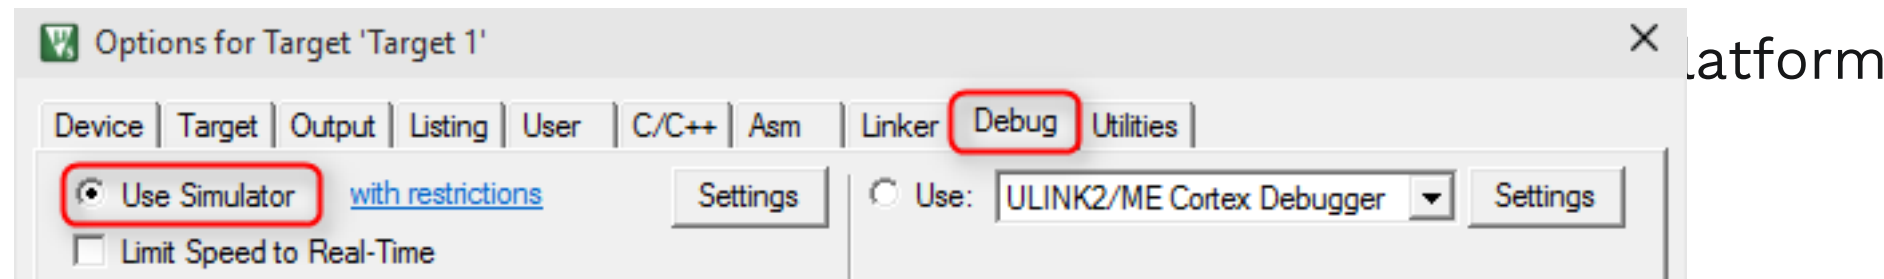 Options for Target 'Target 1'
latform
Device Target Output Listing User C/C++ Asm Linker Debug Utilities
Use Simulator with restrictions Settings Use: ULINK2/ME Cortex Debugger Settings
Limit Speed to Real-Time